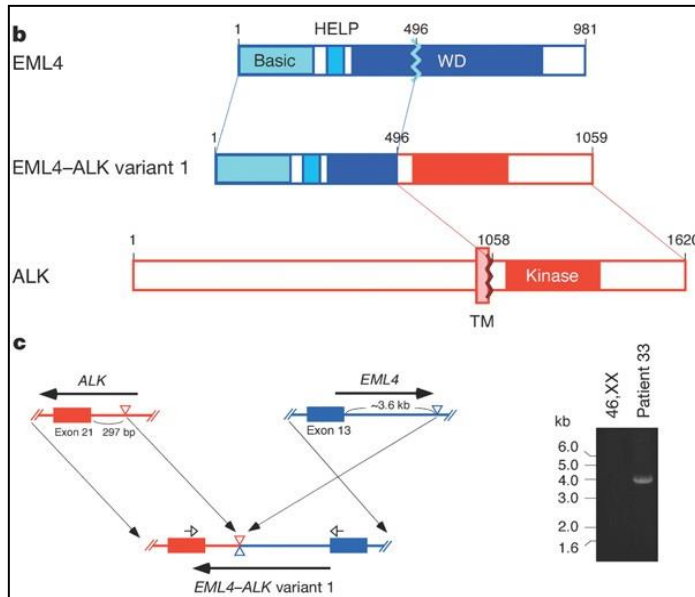 b
HELP
1 496 981
EML4 Basic WD
1 496 1059
EML4–ALK variant 1
1 1058 1620
ALK Kinase
TM
c
ALK EML4
~3.6 kb
Exon 21 297 bp Exon 13
EML4–ALK variant 1
46,XX
Patient 33
kb
6.0
5.0
4.0
3.0
2.0
1.6